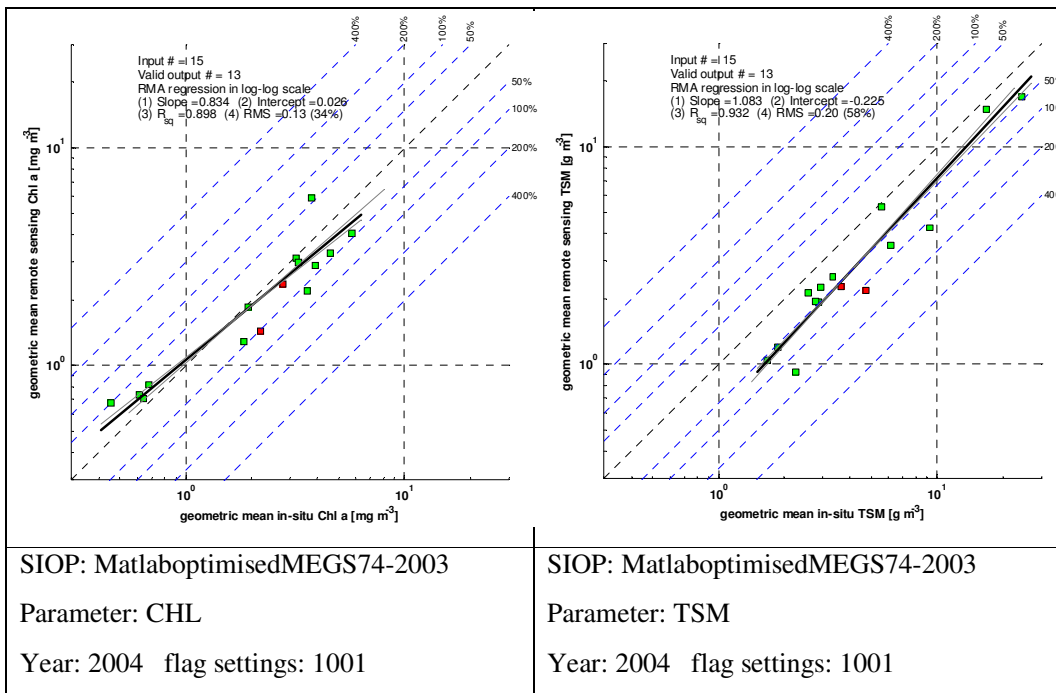 400%
200%
100%
50%
Input # = 15
Valid output # = 13
RMA regression in log-log scale
(1) Slope =0.834 (2) Intercept =0.026
(3) R_sq =0.898 (4) RMS =0.13 (34%)
50%
100%
200%
400%
10^1
10^0
10^0
10^1
geometric mean remote sensing Chl a [mg m^-3]
geometric mean in-situ Chl a [mg m^-3]
400%
200%
100%
50%
Input # = 15
Valid output # = 13
RMA regression in log-log scale
(1) Slope =1.083 (2) Intercept =-0.225
(3) R_sq =0.932 (4) RMS =0.20 (58%)
50%
100%
200%
400%
10^1
10^0
10^0
10^1
geometric mean remote sensing TSM [g m^-3]
geometric mean in-situ TSM [g m^-3]
SIOP: MatlaboptimisedMEGS74-2003
Parameter: CHL
Year: 2004 flag settings: 1001
SIOP: MatlaboptimisedMEGS74-2003
Parameter: TSM
Year: 2004 flag settings: 1001